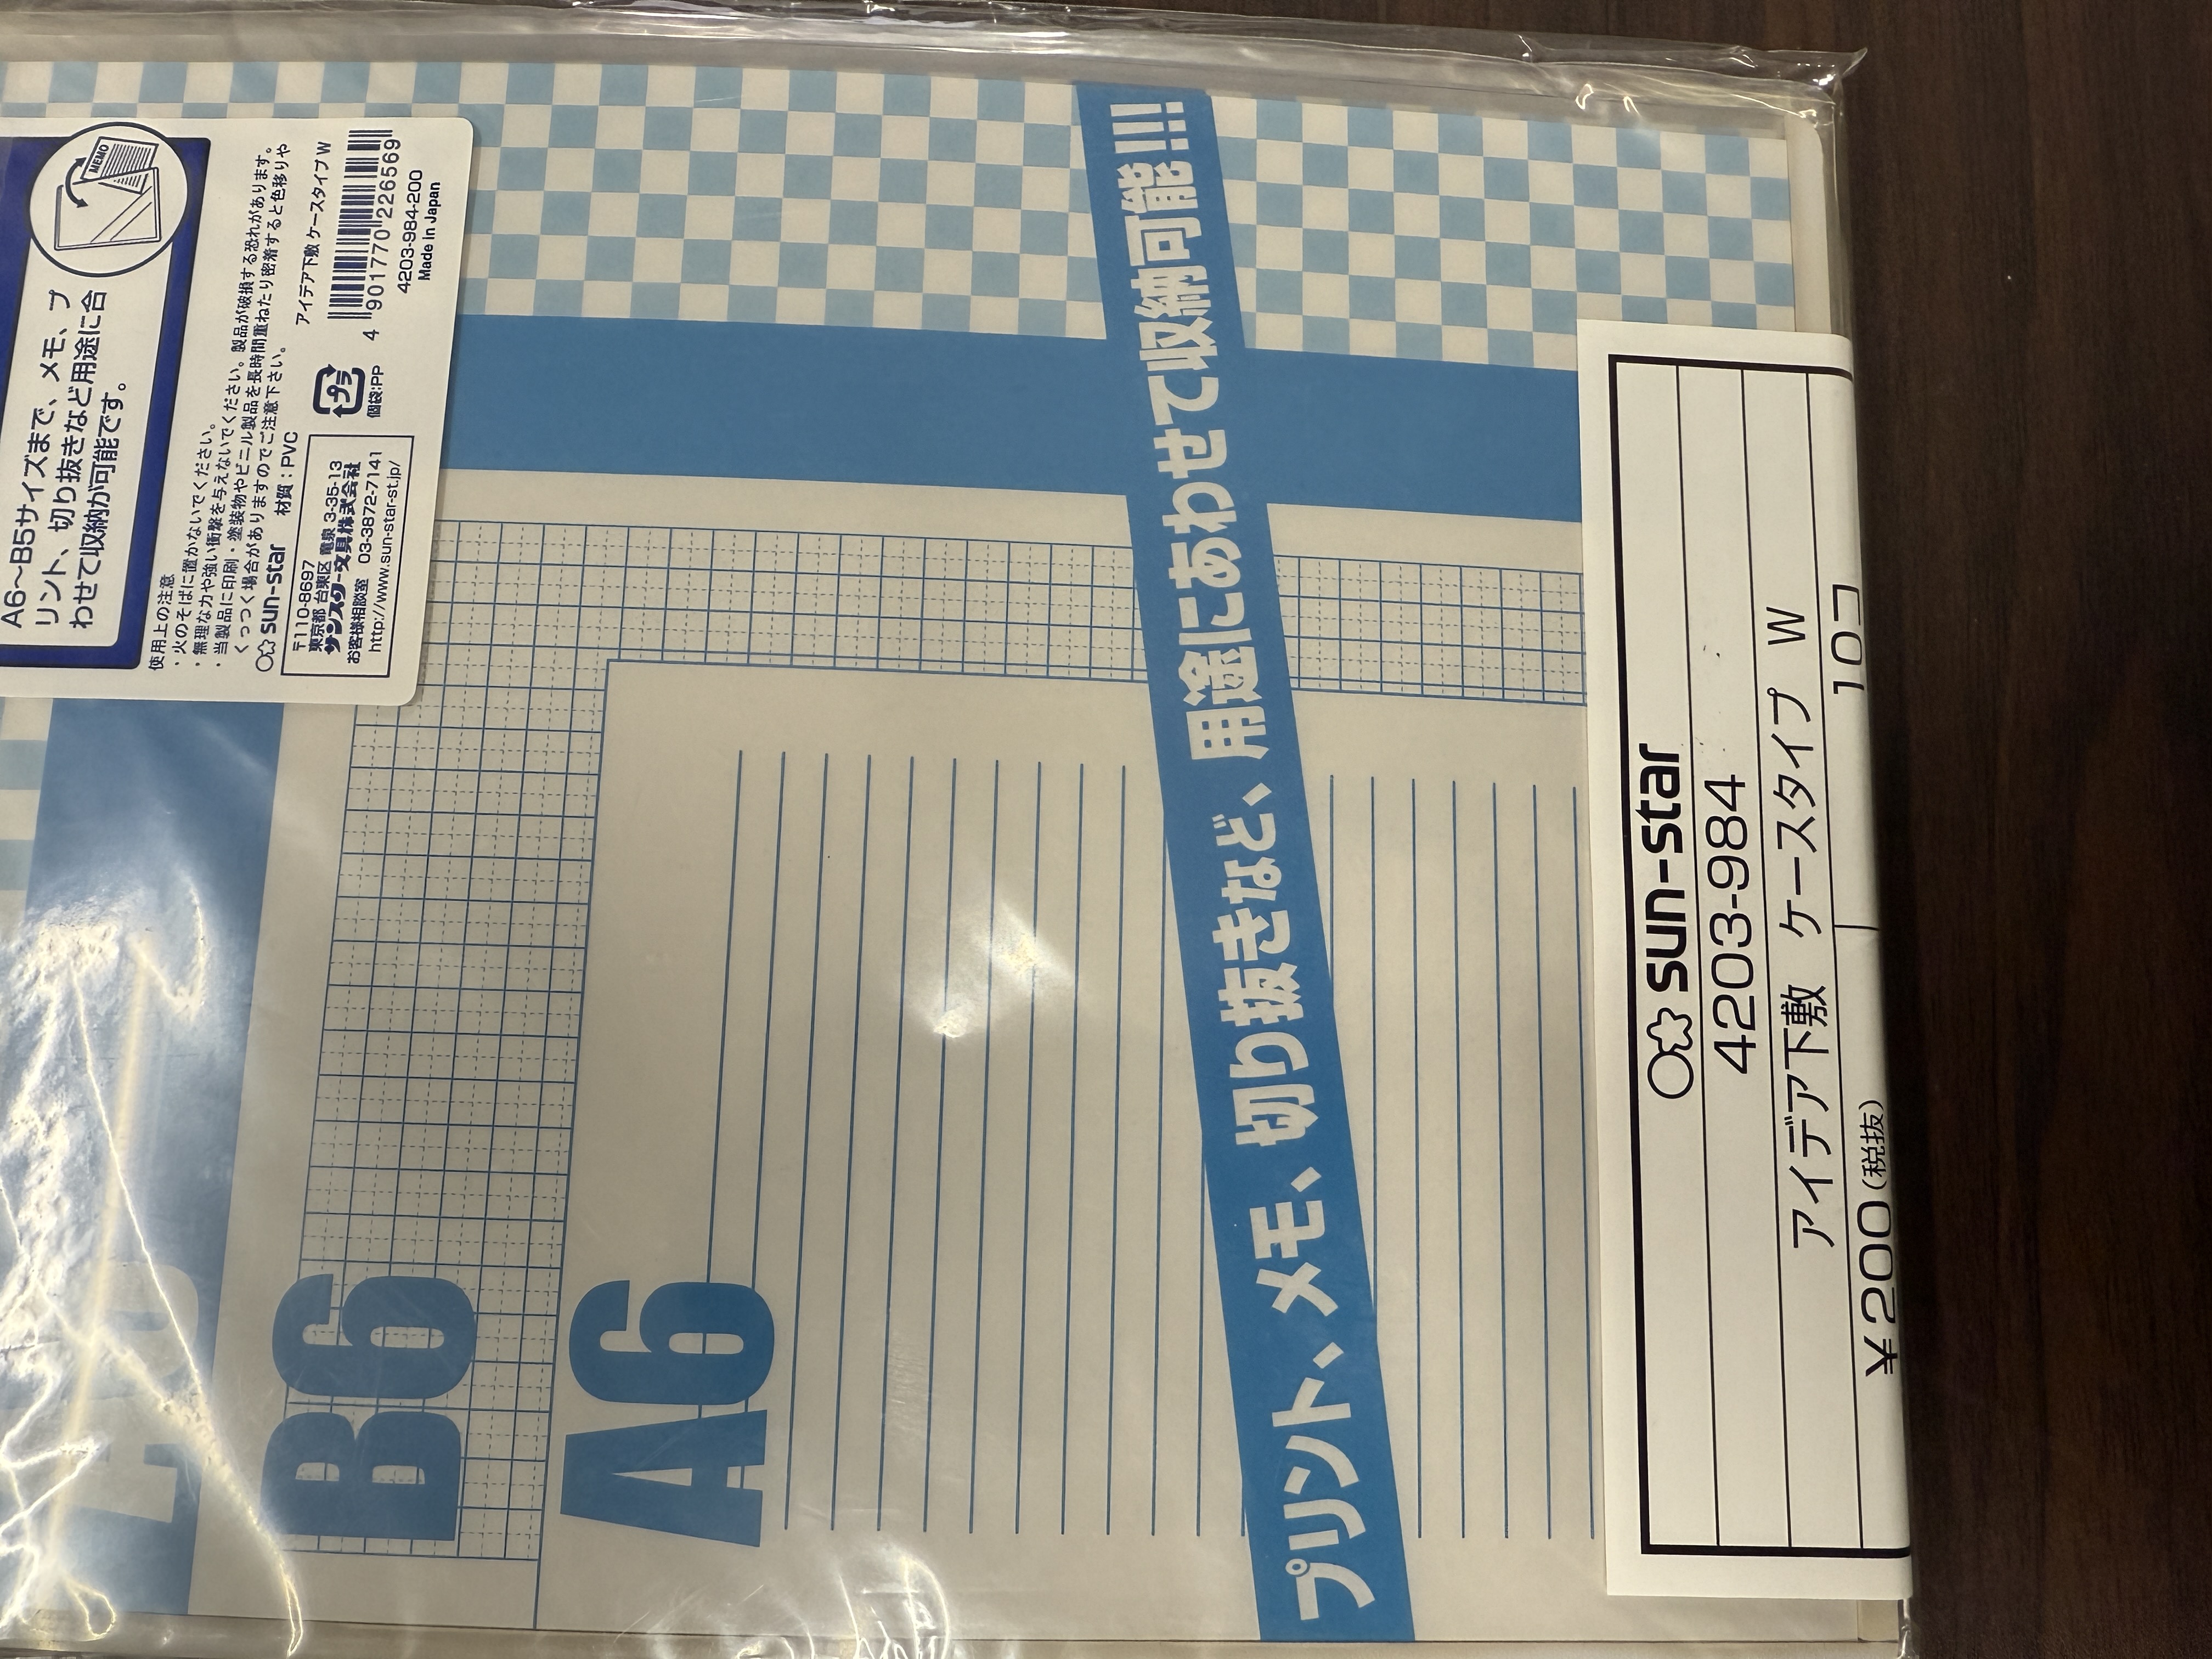 MEMO
A6〜B5サイズまで、メモ、プ
リント、切り抜きなど用途に合
わせて収納が可能です。
使用上の注意
・火のそばに置かないでください。
・無理な力や強い衝撃を与えないでください。製品が破損する恐れがあります。
・当製品に印刷・塗装物やビニル製品を長時間重ねたり密着すると色移りや
くっつく場合がありますのでご注意下さい。
sun-star
材質：PVC
アイデア下敷 ケースタイプW
〒110-8697
東京都 台東区 竜泉 3-35-13
サンスター文具株式会社
お客様相談室 03-3872-7141
http://www.sun-star-st.jp/
プラ
個袋:PP
4 901770 226569
4203-984-200
Made in Japan
B6
A6
プリント、メモ、切り抜きなど、用途にあわせて収納可能!!!
sun-star
4203-984
アイデア下敷 ケースタイプ W
¥200(税抜) 10コ